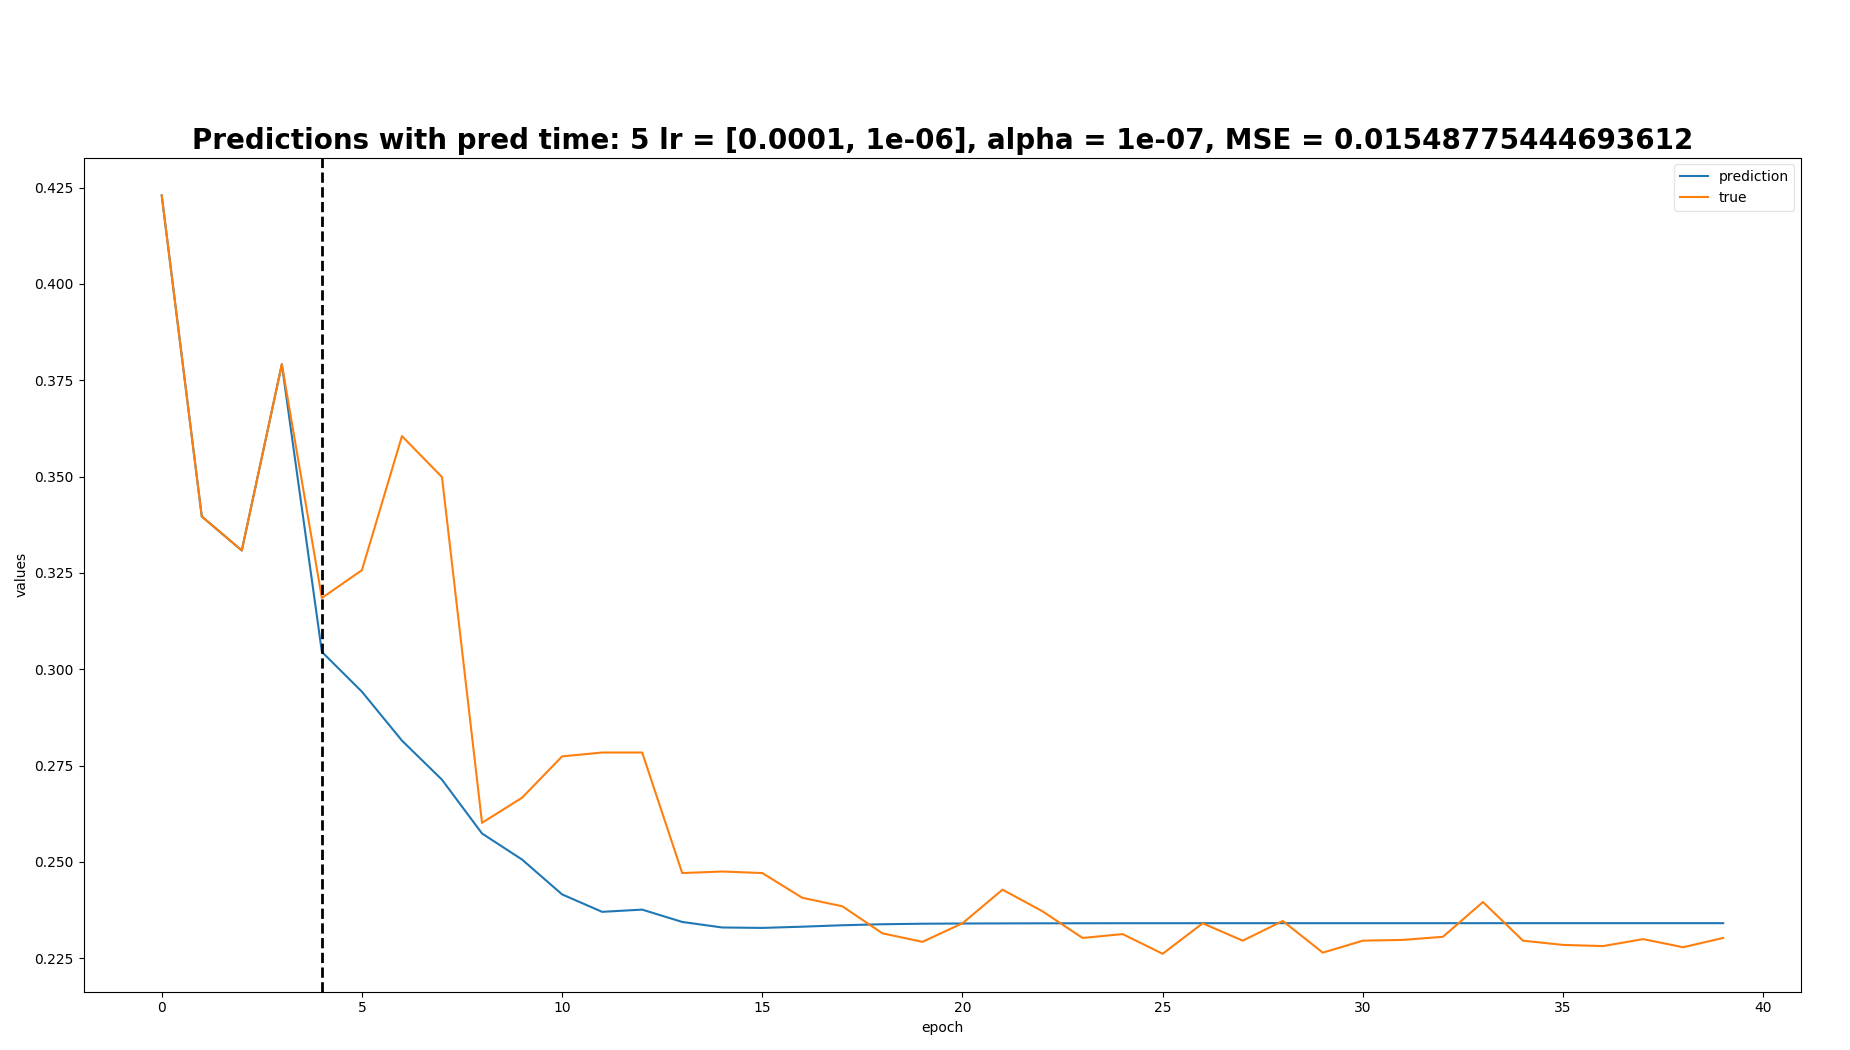 Predictions with pred time: 5 lr = [0.0001, 1e-06], alpha = 1e-07, MSE = 0.01548775444693612
prediction
true
0.425
0.400
0.375
0.350
0.325
0.300
0.275
0.250
0.225
values
0 5 10 15 20 25 30 35 40
epoch